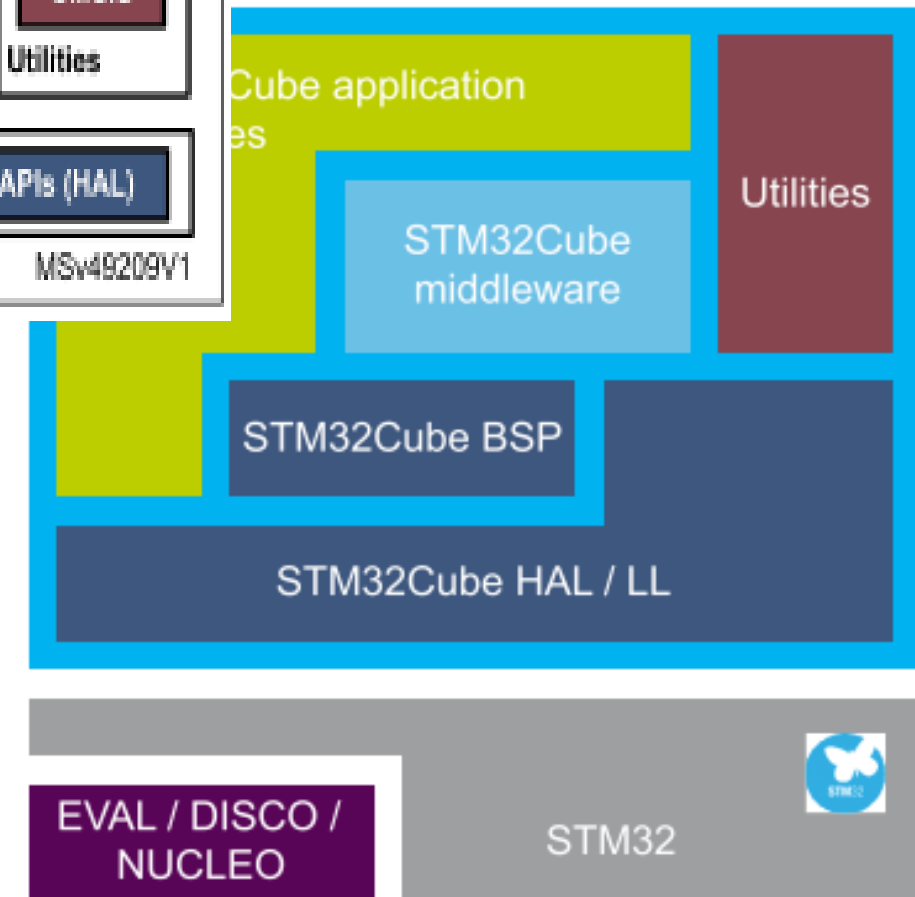 Utilities
APIs (HAL)
MSv49209V1
Cube application
es
Utilities
STM32Cube
middleware
STM32Cube BSP
STM32Cube HAL / LL
STM32
EVAL / DISCO /
NUCLEO
STM32